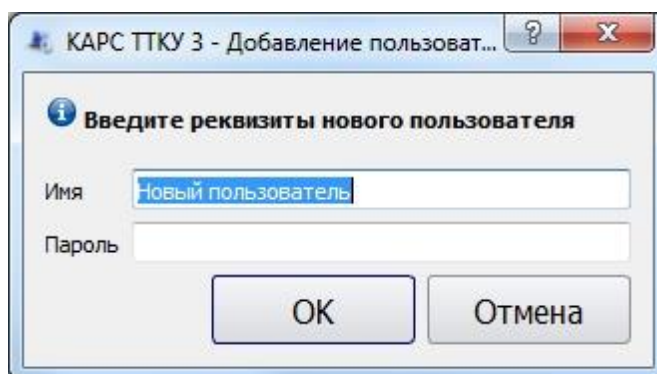 КАРС ТТКУ 3 - Добавление пользоват...
Введите реквизиты нового пользователя
Имя
Новый пользователь
Пароль
OK
Отмена